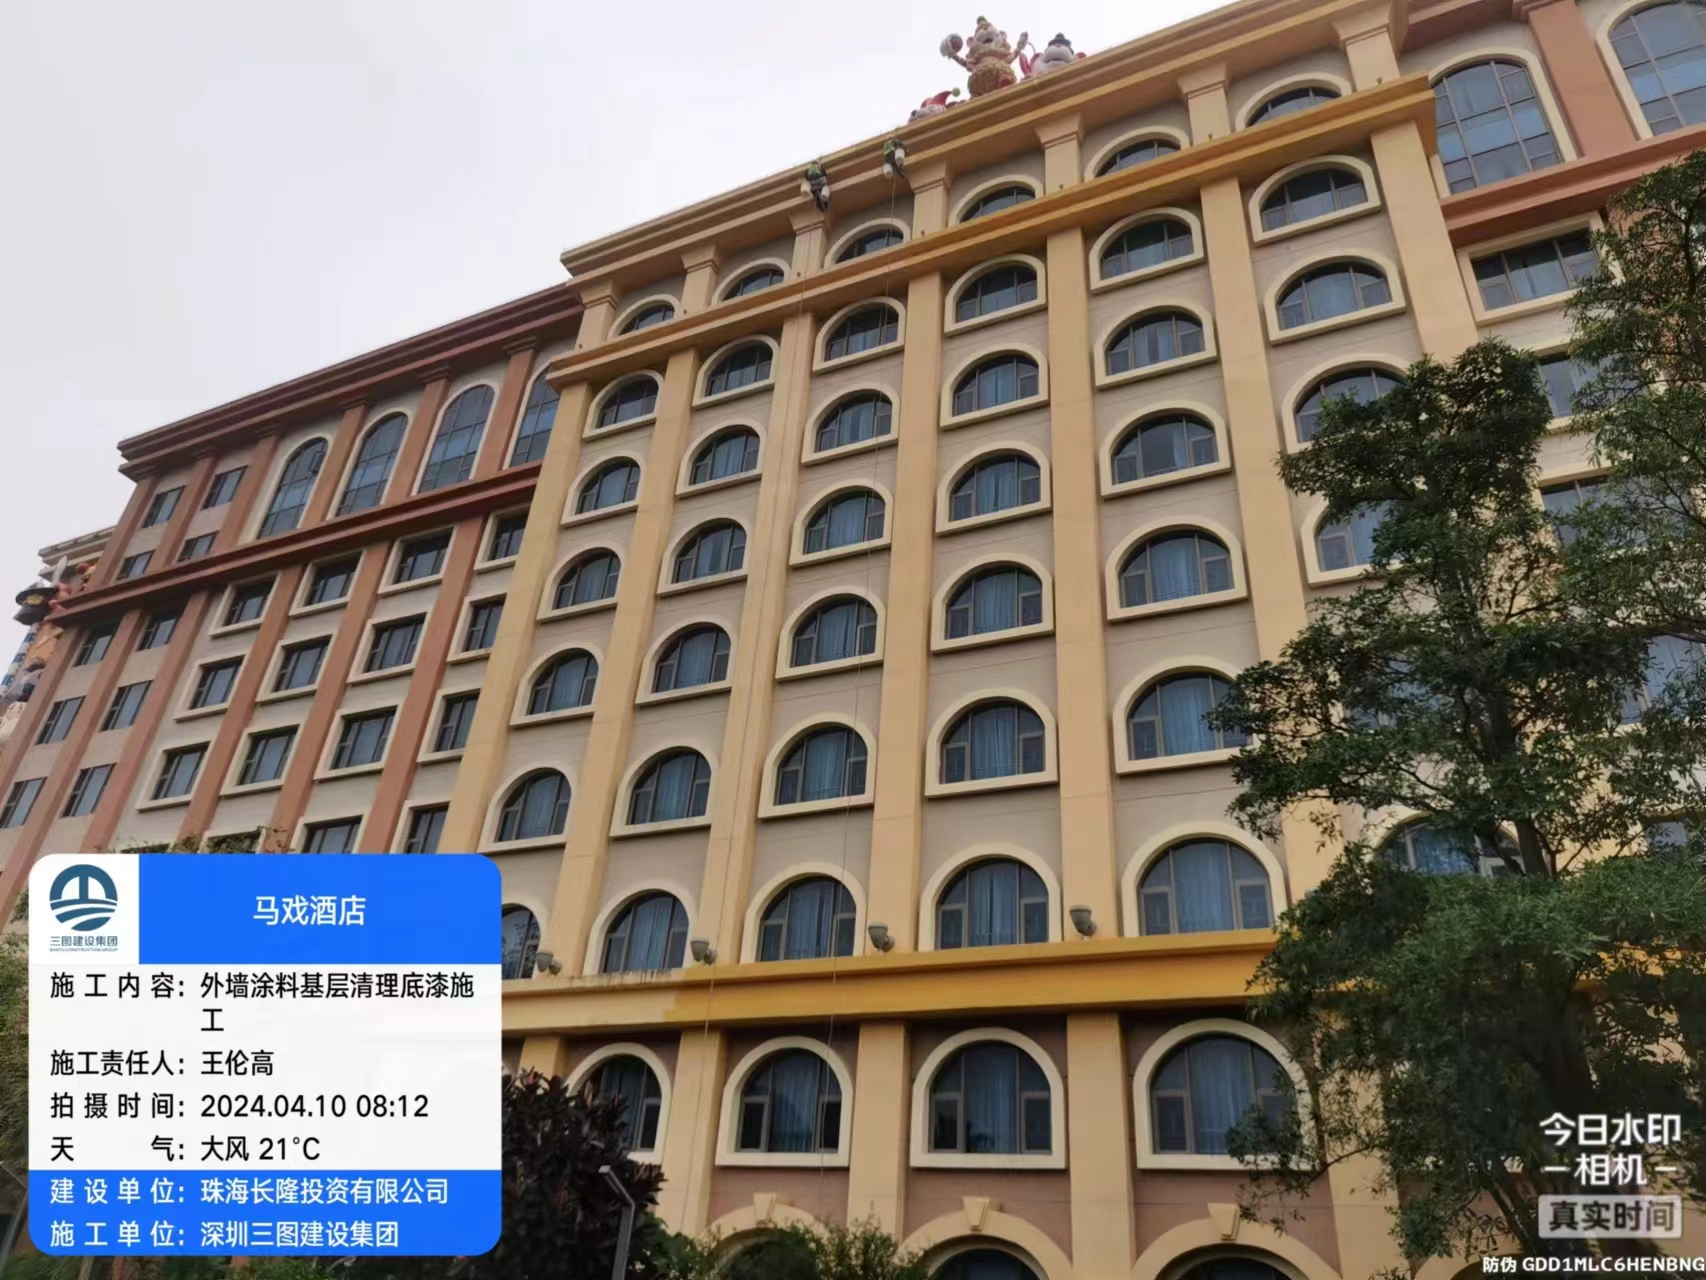 马戏酒店
三图建设集团
SANTU CONSTRUCTION GROUP
施工内容：外墙涂料基层清理底漆施
工
施工责任人：王伦高
拍摄时间：2024.04.10 08:12
天气：大风 21°C
建设单位：珠海长隆投资有限公司
施工单位：深圳三图建设集团
今日水印
相机
真实时间
防伪 GDD1MLC6HENBNG